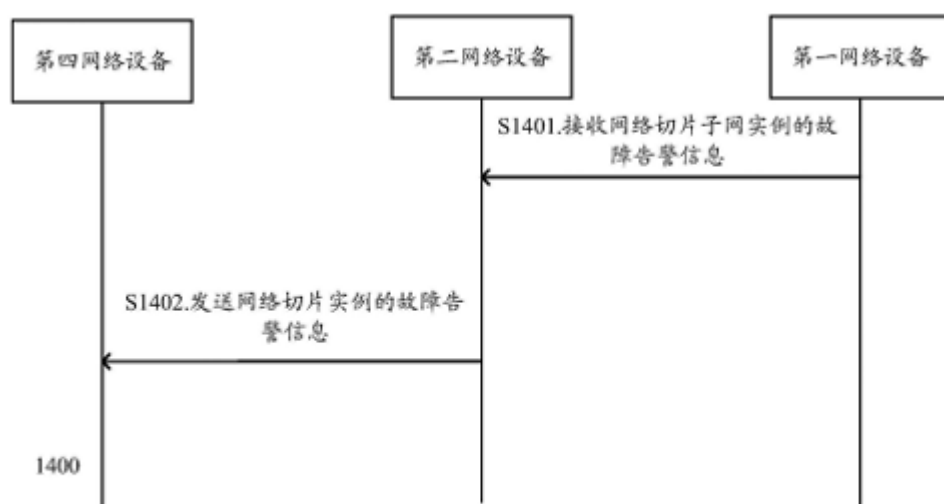 第四网络设备
第二网络设备
第一网络设备
S1401.接收网络切片子网实例的故
障告警信息
S1402.发送网络切片实例的故障告
警信息
1400